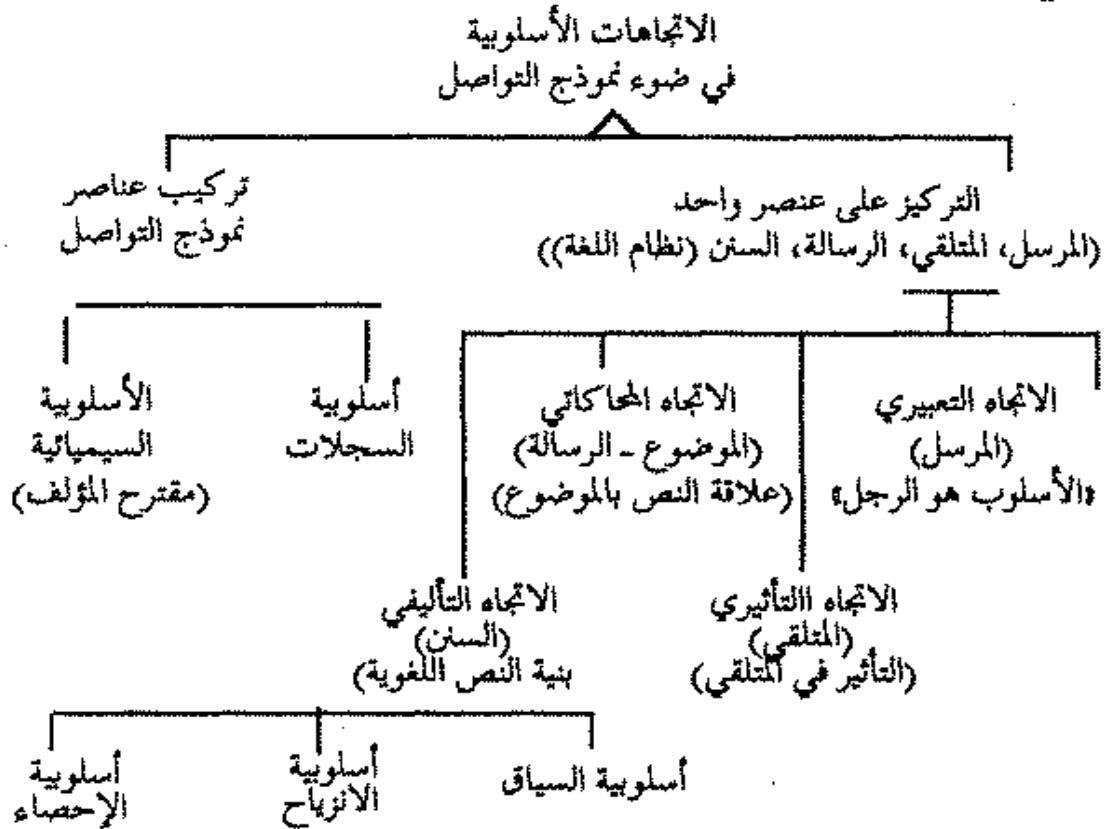 الاتجاهات الأسلوبية
في ضوء نموذج التواصل
التركيز على عنصر واحد
(المرسل، المتلقي، الرسالة، السنن (نظام اللغة))
تركيب عناصر
نموذج التواصل
الاتجاه التعبيري
(المرسل)
«الأسلوب هو الرجل»
الاتجاه المحاكاتي
(الموضوع - الرسالة)
(علاقة النص بالموضوع)
أسلوبية
السجلات
الأسلوبية
السيميائية
(مقترح المؤلف)
الاتجاه االتأثيري
(المتلقي)
(التأثير في المتلقي)
الاتجاه التأليفي
(السنن)
بنية النص اللغوية)
أسلوبية السياق
أسلوبية
الانزياح
أسلوبية
الإحصاء